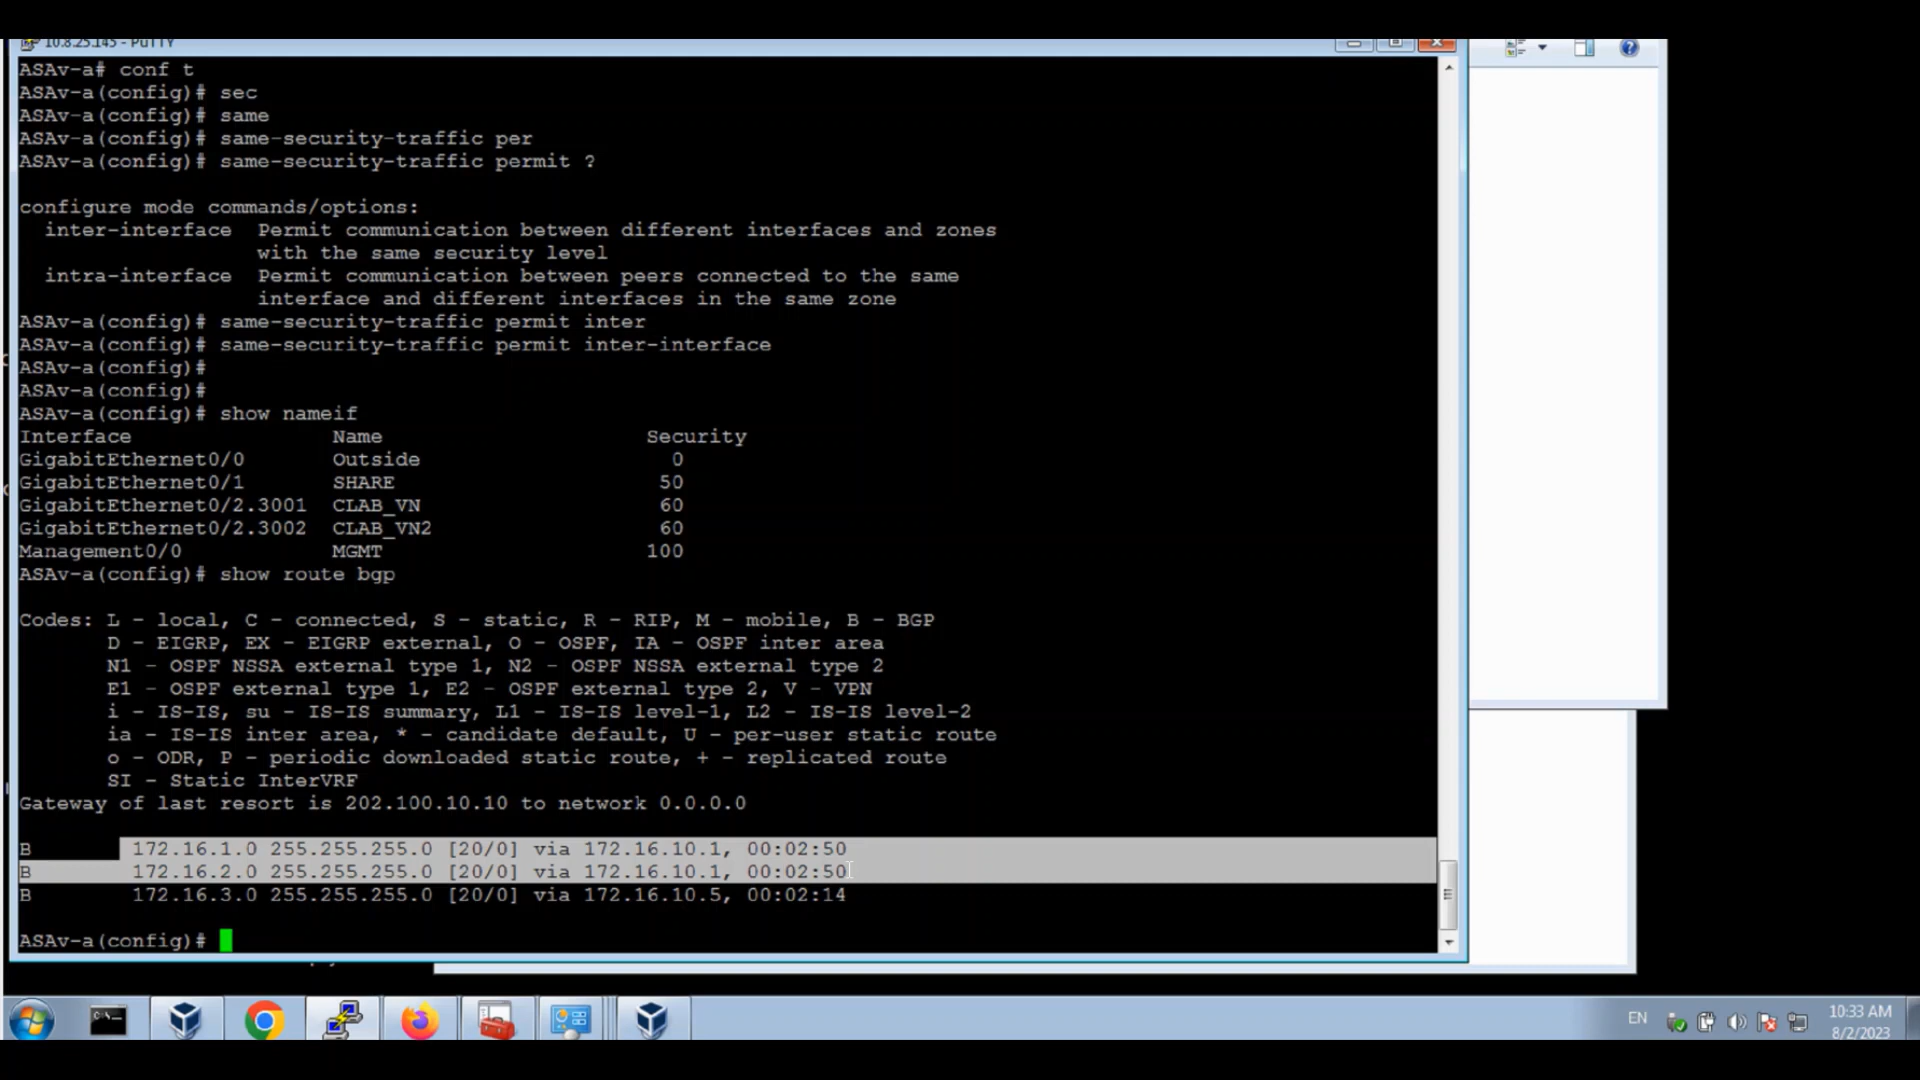 10.8.25.145 - PuTTY
ASAv-a# conf t
ASAv-a(config)# sec
ASAv-a(config)# same
ASAv-a(config)# same-security-traffic per
ASAv-a(config)# same-security-traffic permit ?
configure mode commands/options:
inter-interface Permit communication between different interfaces and zones
with the same security level
intra-interface Permit communication between peers connected to the same
interface and different interfaces in the same zone
ASAv-a(config)# same-security-traffic permit inter
ASAv-a(config)# same-security-traffic permit inter-interface
ASAv-a(config)#
ASAv-a(config)#
ASAv-a(config)# show nameif
Interface Name Security
GigabitEthernet0/0 Outside 0
GigabitEthernet0/1 SHARE 50
GigabitEthernet0/2.3001 CLAB_VN 60
GigabitEthernet0/2.3002 CLAB_VN2 60
Management0/0 MGMT 100
ASAv-a(config)# show route bgp
Codes: L - local, C - connected, S - static, R - RIP, M - mobile, B - BGP
D - EIGRP, EX - EIGRP external, O - OSPF, IA - OSPF inter area
N1 - OSPF NSSA external type 1, N2 - OSPF NSSA external type 2
E1 - OSPF external type 1, E2 - OSPF external type 2, V - VPN
i - IS-IS, su - IS-IS summary, L1 - IS-IS level-1, L2 - IS-IS level-2
ia - IS-IS inter area, * - candidate default, U - per-user static route
o - ODR, P - periodic downloaded static route, + - replicated route
SI - Static InterVRF
Gateway of last resort is 202.100.10.10 to network 0.0.0.0
B 172.16.1.0 255.255.255.0 [20/0] via 172.16.10.1, 00:02:50
B 172.16.2.0 255.255.255.0 [20/0] via 172.16.10.1, 00:02:50
B 172.16.3.0 255.255.255.0 [20/0] via 172.16.10.5, 00:02:14
ASAv-a(config)#
EN
10:33 AM
8/2/2023